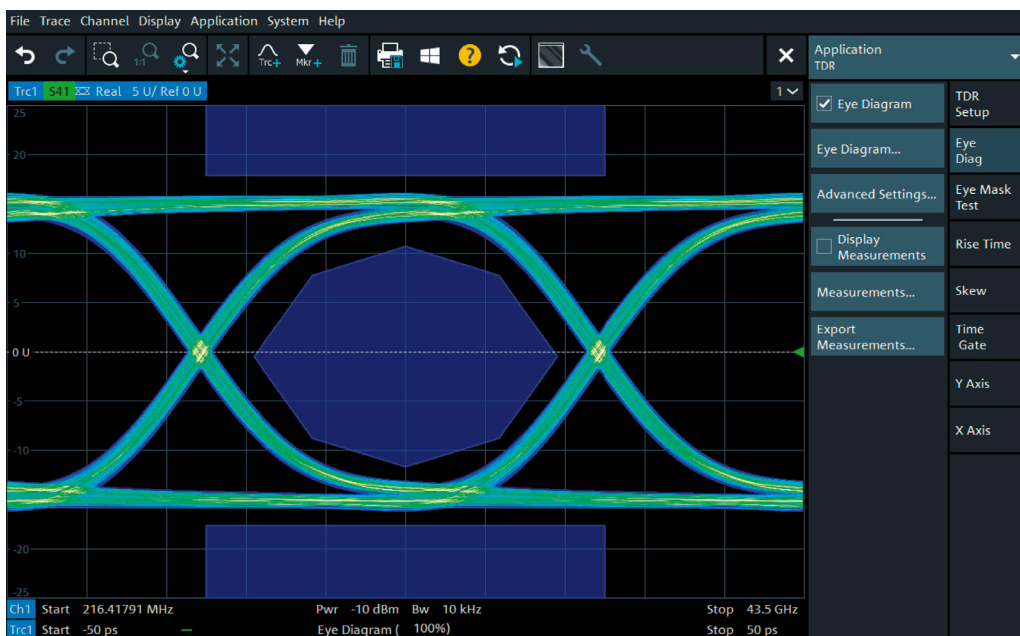 File Trace Channel Display Application System Help
1:1
Trc+
Mkr+
?
Application
TDR
Trc1 S41 Real 5 U/ Ref 0 U
1
25
20
10
5
0 U
-5
-10
-20
-25
Eye Diagram
Eye Diagram...
Advanced Settings...
Display
Measurements
Measurements...
Export
Measurements...
TDR
Setup
Eye
Diag
Eye Mask
Test
Rise Time
Skew
Time
Gate
Y Axis
X Axis
Ch1 Start 216.41791 MHz Pwr -10 dBm Bw 10 kHz Stop 43.5 GHz
Trc1 Start -50 ps — Eye Diagram ( 100%) Stop 50 ps